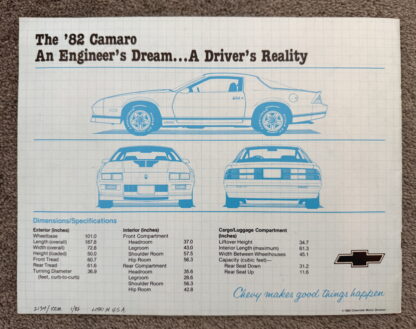 The '82 Camaro
An Engineer's Dream...A Driver's Reality
Dimensions/Specifications
Exterior (Inches)
Wheelbase 101.0
Length (overall) 187.8
Width (overall) 72.8
Height (loaded) 50.0
Front Tread 60.7
Rear Tread 61.6
Turning Diameter 36.9
(feet, curb-to-curb)
Interior (Inches)
Front Compartment
Headroom 37.0
Legroom 43.0
Shoulder Room 57.5
Hip Room 56.3
Rear Compartment
Headroom 35.6
Legroom 28.6
Shoulder Room 56.3
Hip Room 42.8
Cargo/Luggage Compartment
(Inches)
Liftover Height 34.7
Interior Length (maximum) 61.3
Width Between Wheelhouses 45.1
Capacity (cubic feet)—
Rear Seat Down 31.2
Rear Seat Up 11.6
Chevy makes good things happen